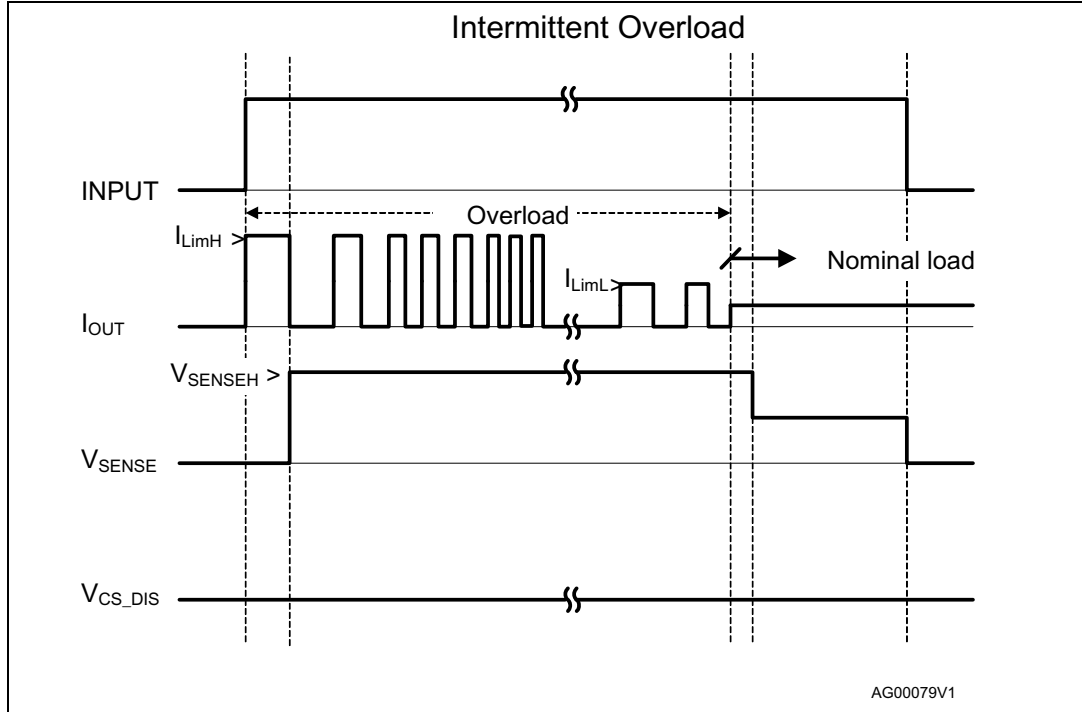 Intermittent Overload
INPUT
Overload
I_LimH >
I_LimL >
Nominal load
I_OUT
V_SENSEH >
V_SENSE
V_CS_DIS
AG00079V1